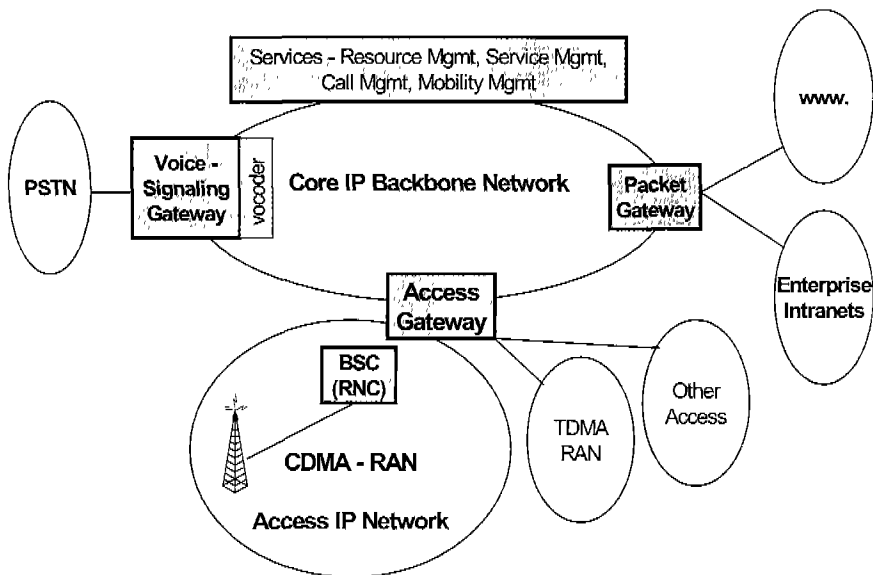 Services - Resource Mgmt, Service Mgmt,
Call Mgmt, Mobility Mgmt
www.
PSTN
Voice -
Signaling
Gateway
vocoder
Core IP Backbone Network
Packet
Gateway
Enterprise
Intranets
Access
Gateway
BSC
(RNC)
CDMA - RAN
Access IP Network
TDMA
RAN
Other
Access